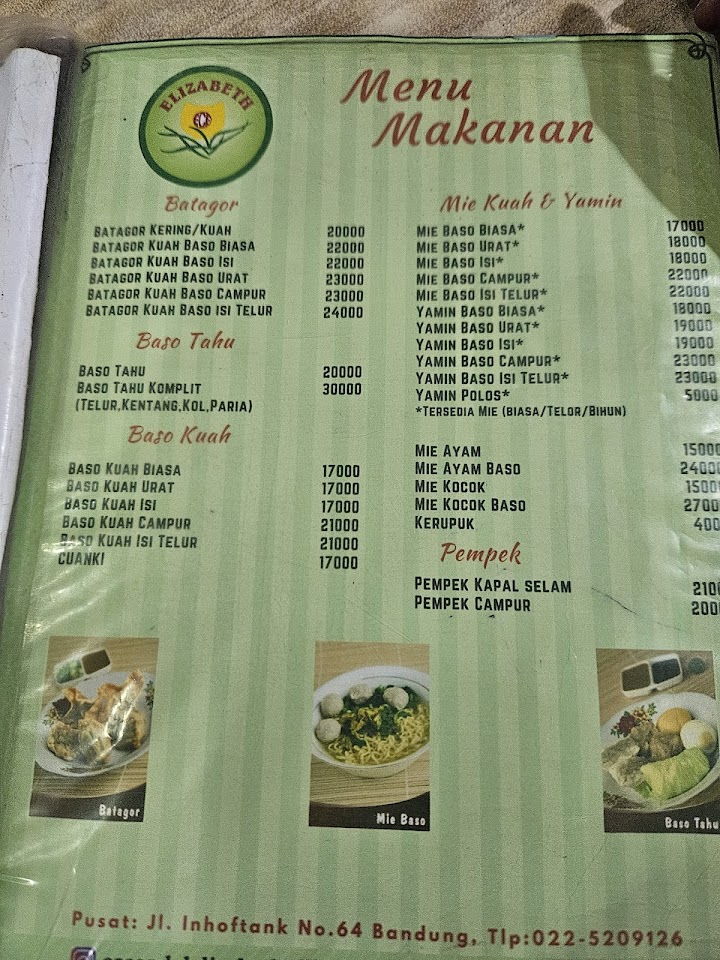 ELIZABETH
Menu
Makanan
Batagor
BATAGOR KERING/KUAH 20000
BATAGOR KUAH BASO BIASA 22000
BATAGOR KUAH BASO ISI 22000
BATAGOR KUAH BASO URAT 23000
BATAGOR KUAH BASO CAMPUR 23000
BATAGOR KUAH BASO ISI TELUR 24000
Baso Tahu
BASO TAHU 20000
BASO TAHU KOMPLIT 30000
(TELUR,KENTANG,KOL,PARIA)
Baso Kuah
BASO KUAH BIASA 17000
BASO KUAH URAT 17000
BASO KUAH ISI 17000
BASO KUAH CAMPUR 21000
BASO KUAH ISI TELUR 21000
CUANKI 17000
Mie Kuah & Yamin
MIE BASO BIASA* 17000
MIE BASO URAT* 18000
MIE BASO ISI* 18000
MIE BASO CAMPUR* 22000
MIE BASO ISI TELUR* 22000
YAMIN BASO BIASA* 18000
YAMIN BASO URAT* 19000
YAMIN BASO ISI* 19000
YAMIN BASO CAMPUR* 23000
YAMIN BASO ISI TELUR* 23000
YAMIN POLOS* 5000
*TERSEDIA MIE (BIASA/TELOR/BIHUN)
MIE AYAM 15000
MIE AYAM BASO 24000
MIE KOCOK 1500
MIE KOCOK BASO 2700
KERUPUK 400
Pempek
PEMPEK KAPAL SELAM 210
PEMPEK CAMPUR 200
Batagor
Mie Baso
Baso Tahu
Pusat: Jl. Inhoftank No.64 Bandung, Tlp:022-5209126